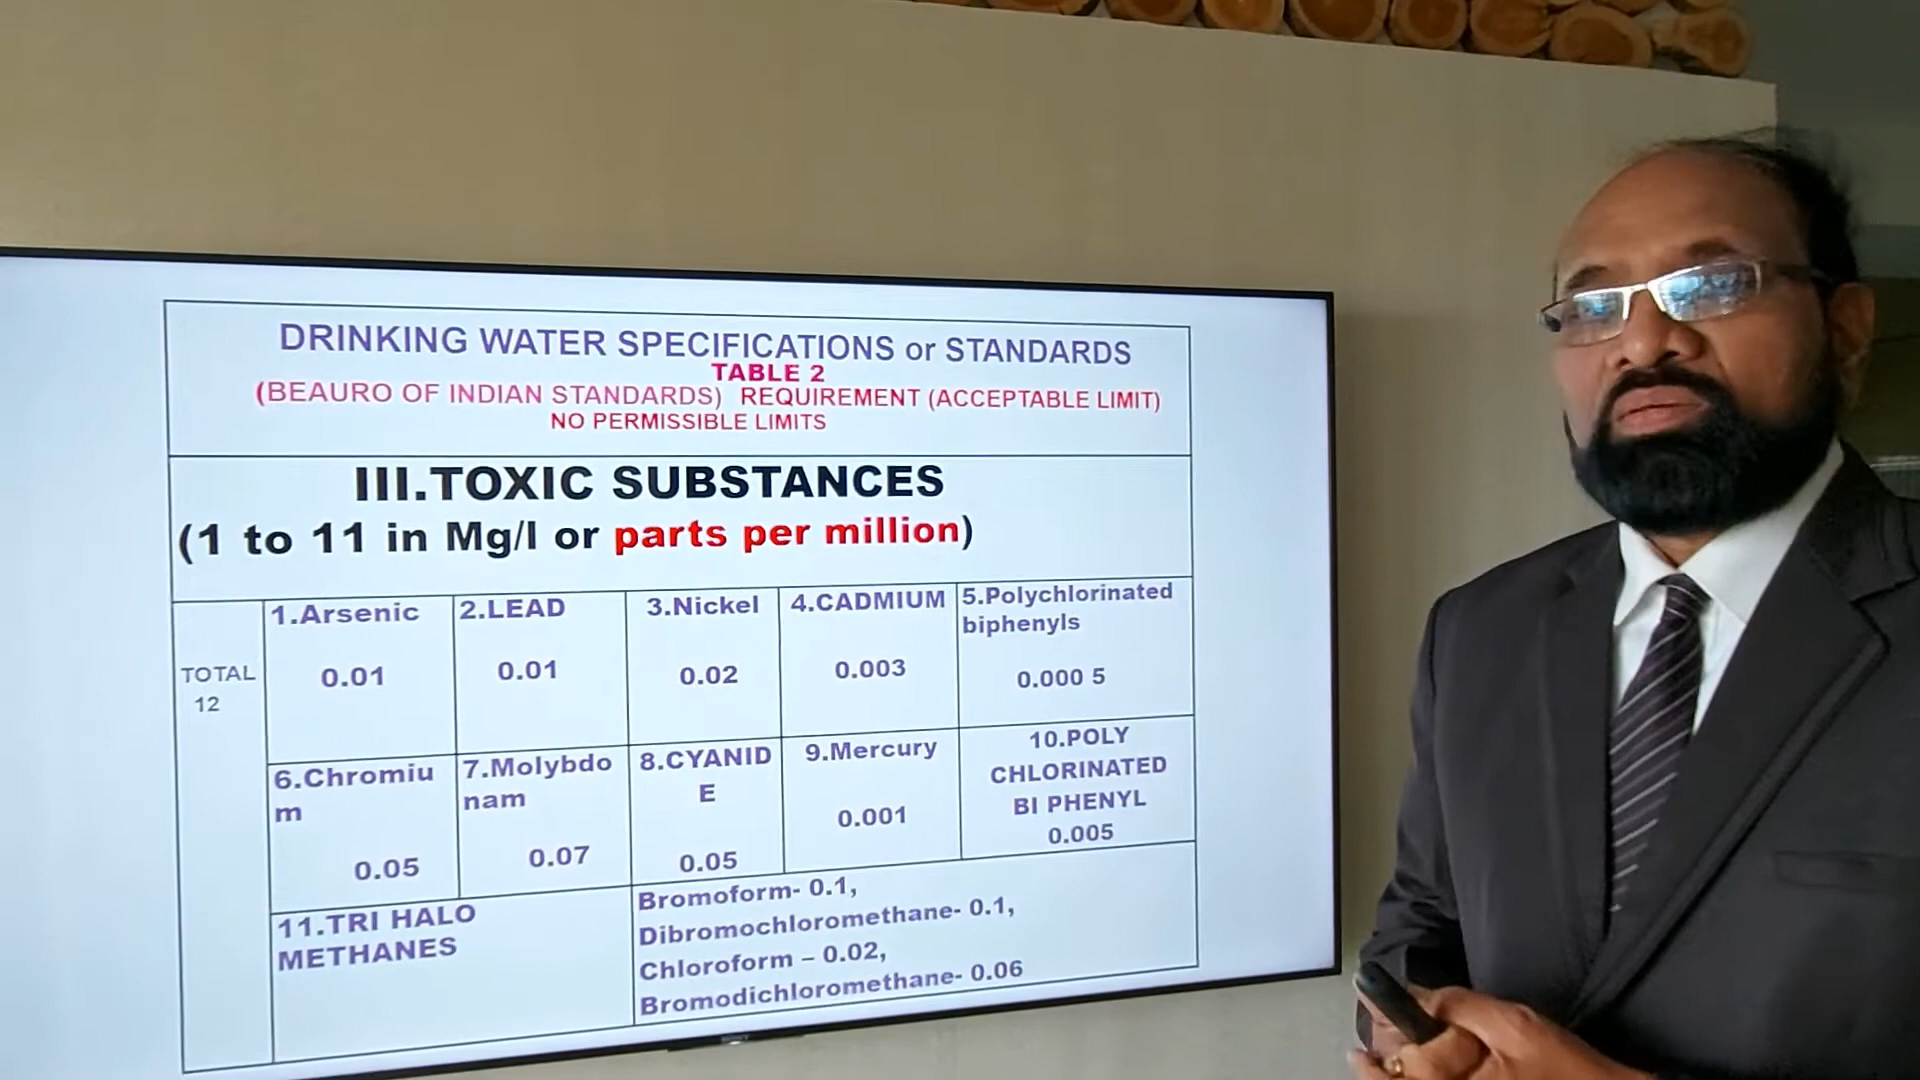 DRINKING WATER SPECIFICATIONS or STANDARDS
TABLE 2
(BEAURO OF INDIAN STANDARDS) REQUIREMENT (ACCEPTABLE LIMIT)
NO PERMISSIBLE LIMITS
III.TOXIC SUBSTANCES
(1 to 11 in Mg/l or parts per million)
TOTAL
12
1.Arsenic
0.01
2.LEAD
0.01
3.Nickel
0.02
4.CADMIUM
0.003
5.Polychlorinated
biphenyls
0.000 5
6.Chromiu
m
0.05
7.Molybdo
nam
0.07
8.CYANID
E
0.05
9.Mercury
0.001
10.POLY
CHLORINATED
BI PHENYL
0.005
11.TRI HALO
METHANES
Bromoform- 0.1,
Dibromochloromethane- 0.1,
Chloroform – 0.02,
Bromodichloromethane- 0.06